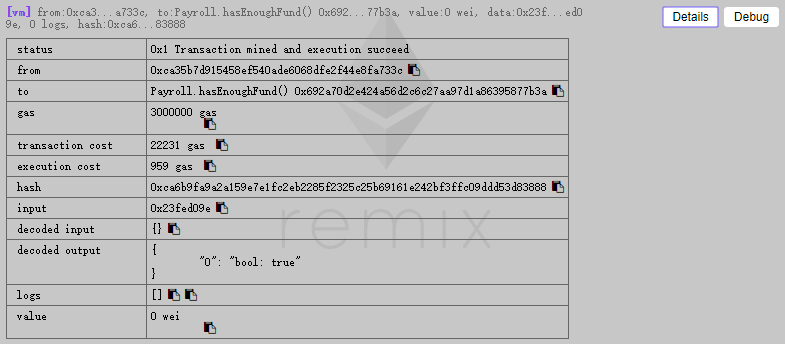 [vm] from:0xca3...a733c, to:Payroll.hasEnoughFund() 0x692...77b3a, value:0 wei, data:0x23f...ed0
9e, 0 logs, hash:0xca6...83888
Details
Debug
status 0x1 Transaction mined and execution succeed
from 0xca35b7d915458ef540ade6068dfe2f44e8fa733c
to Payroll.hasEnoughFund() 0x692a70d2e424a56d2c6c27aa97d1a86395877b3a
gas 3000000 gas
transaction cost 22231 gas
execution cost 959 gas
hash 0xca6b9fa9a2a159e7e1fc2eb2285f2325c25b69161e242bf3ffc09ddd53d83888
input 0x23fed09e
decoded input {}
decoded output {
"0": "bool: true"
}
logs []
value 0 wei
remix